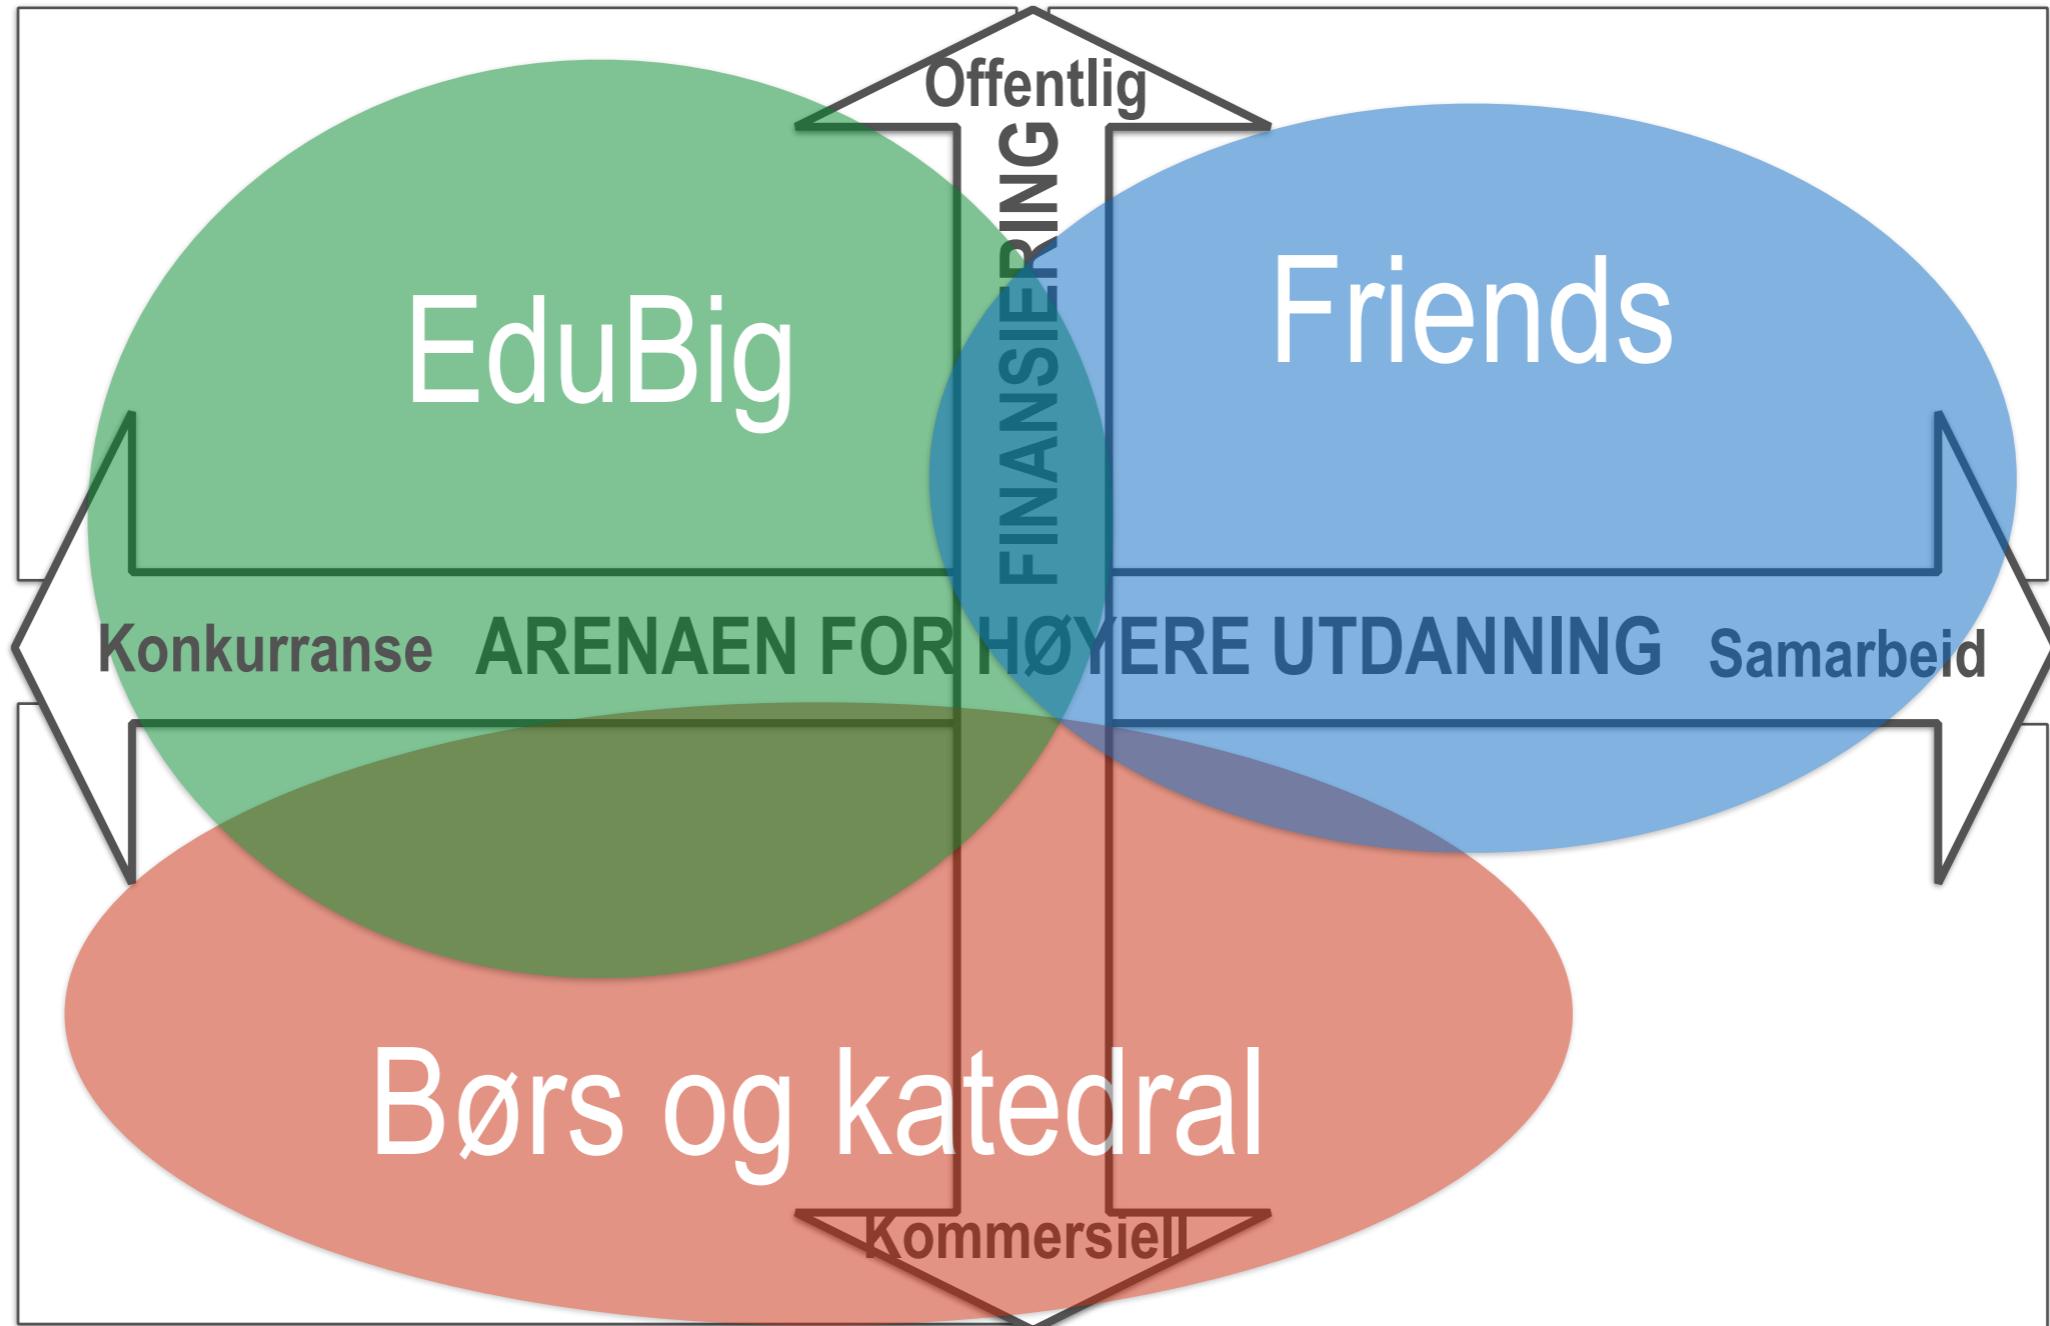 Offentlig
FINANSIERING
EduBig
Friends
Konkurranse
ARENAEN FOR HØYERE UTDANNING
Samarbeid
Børs og katedral
Kommersiell